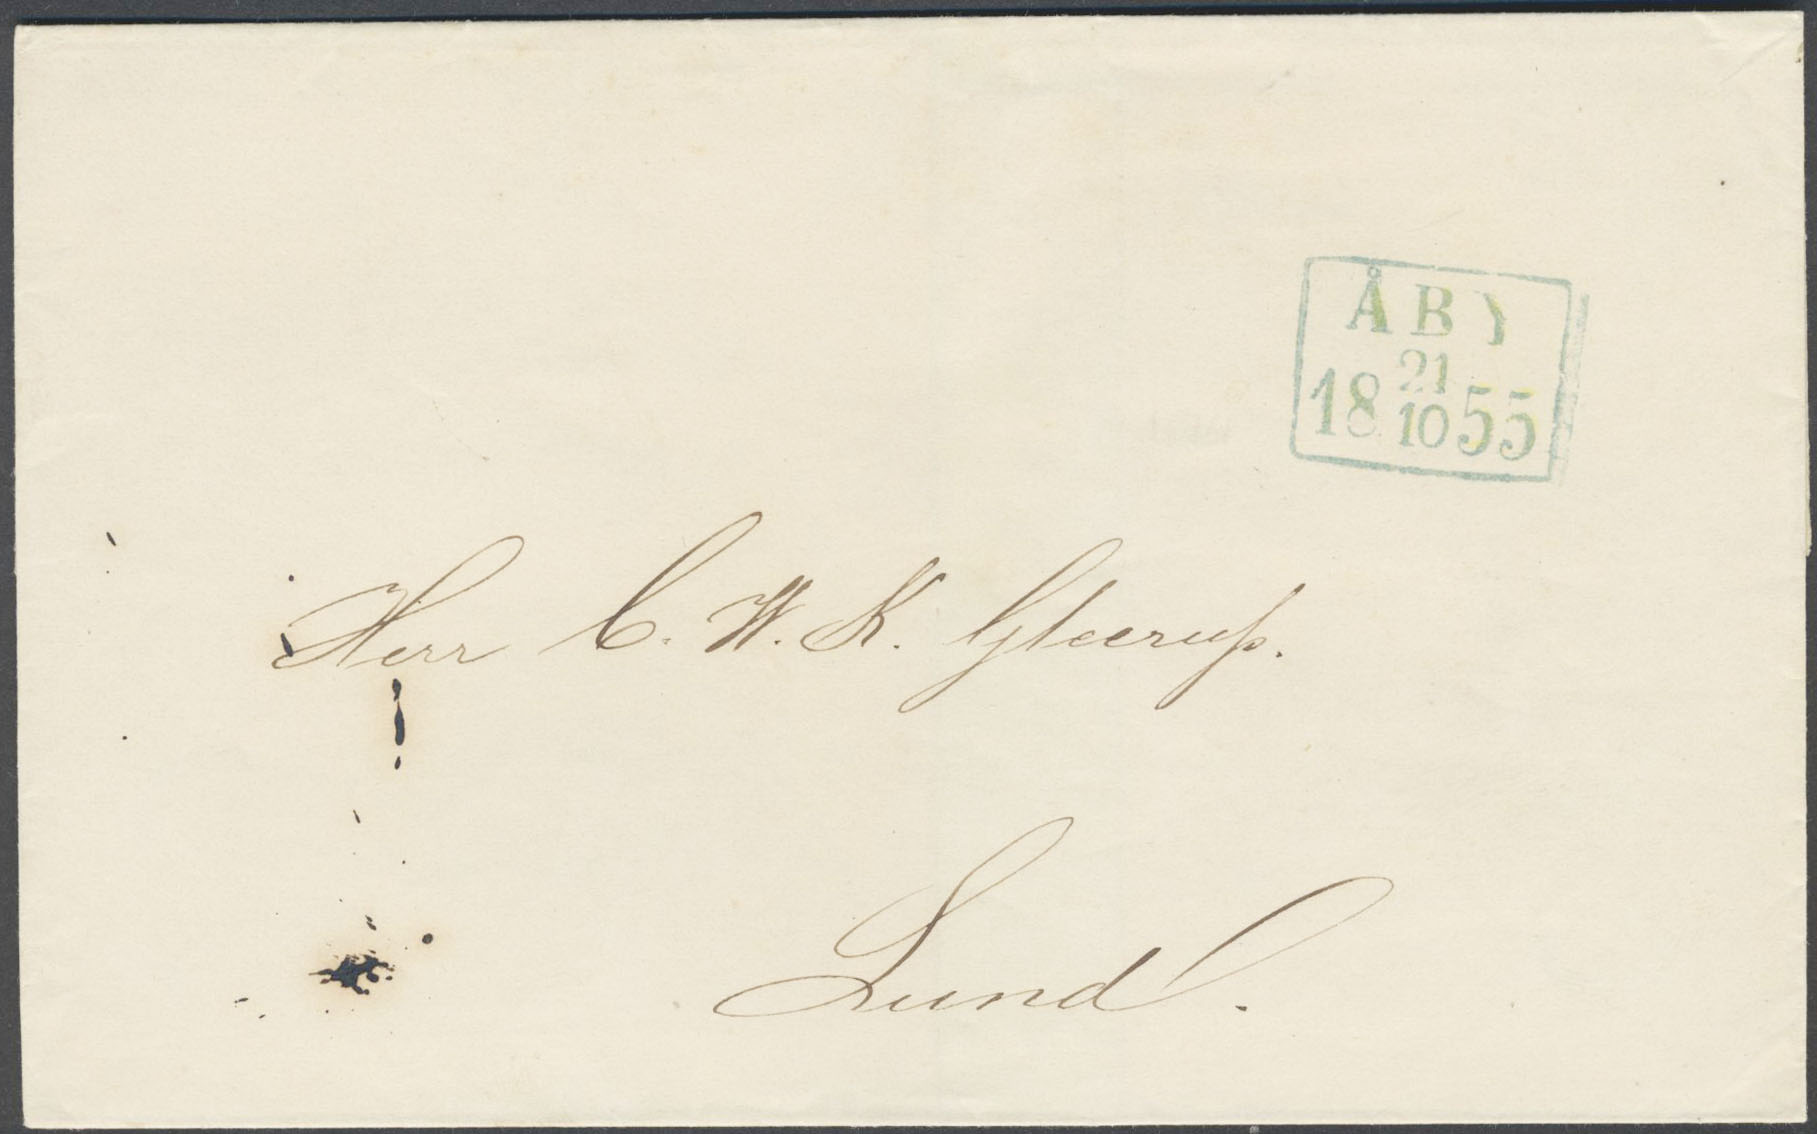 ÅBY
21
18 10 55
Herr C. W. K. Gleerup.
Lund.